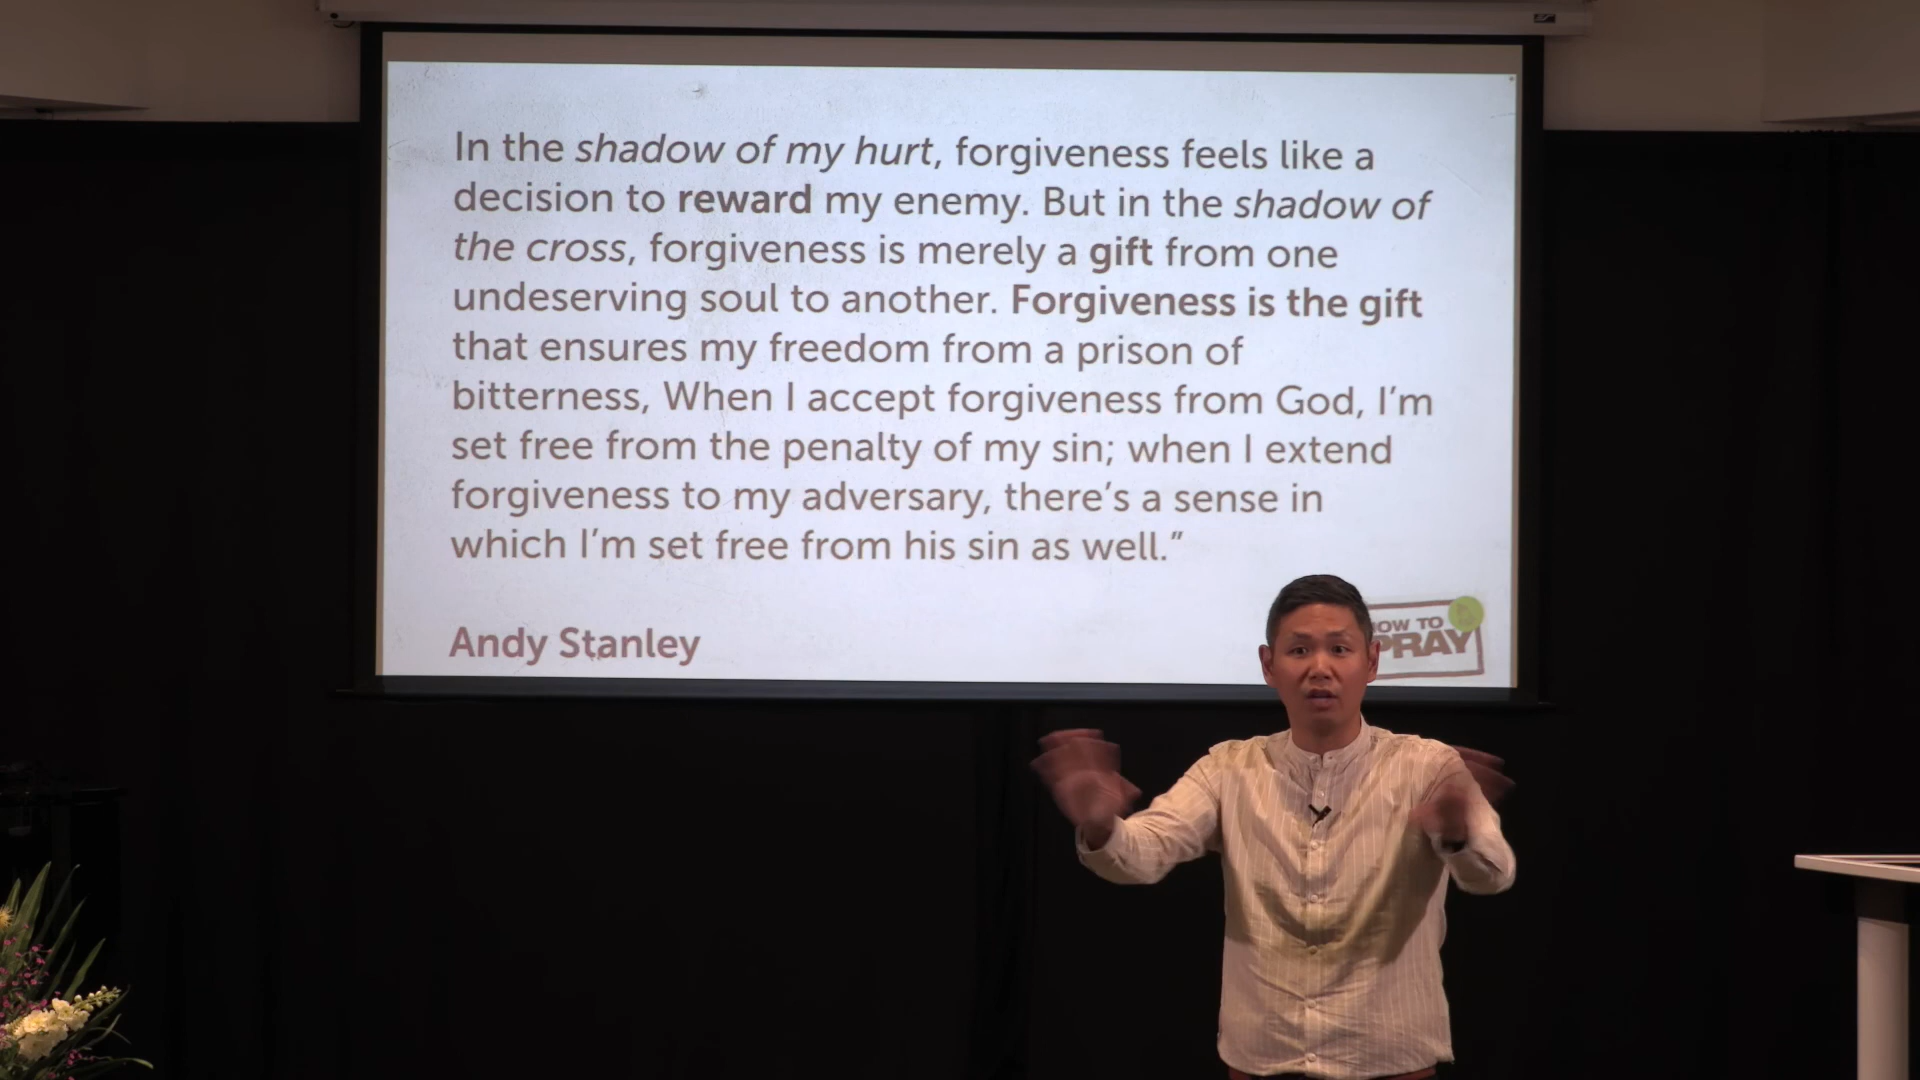 In the shadow of my hurt, forgiveness feels like a
decision to reward my enemy. But in the shadow of
the cross, forgiveness is merely a gift from one
undeserving soul to another. Forgiveness is the gift
that ensures my freedom from a prison of
bitterness, When I accept forgiveness from God, I'm
set free from the penalty of my sin; when I extend
forgiveness to my adversary, there's a sense in
which I'm set free from his sin as well.”
Andy Stanley
OW TO
PRAY